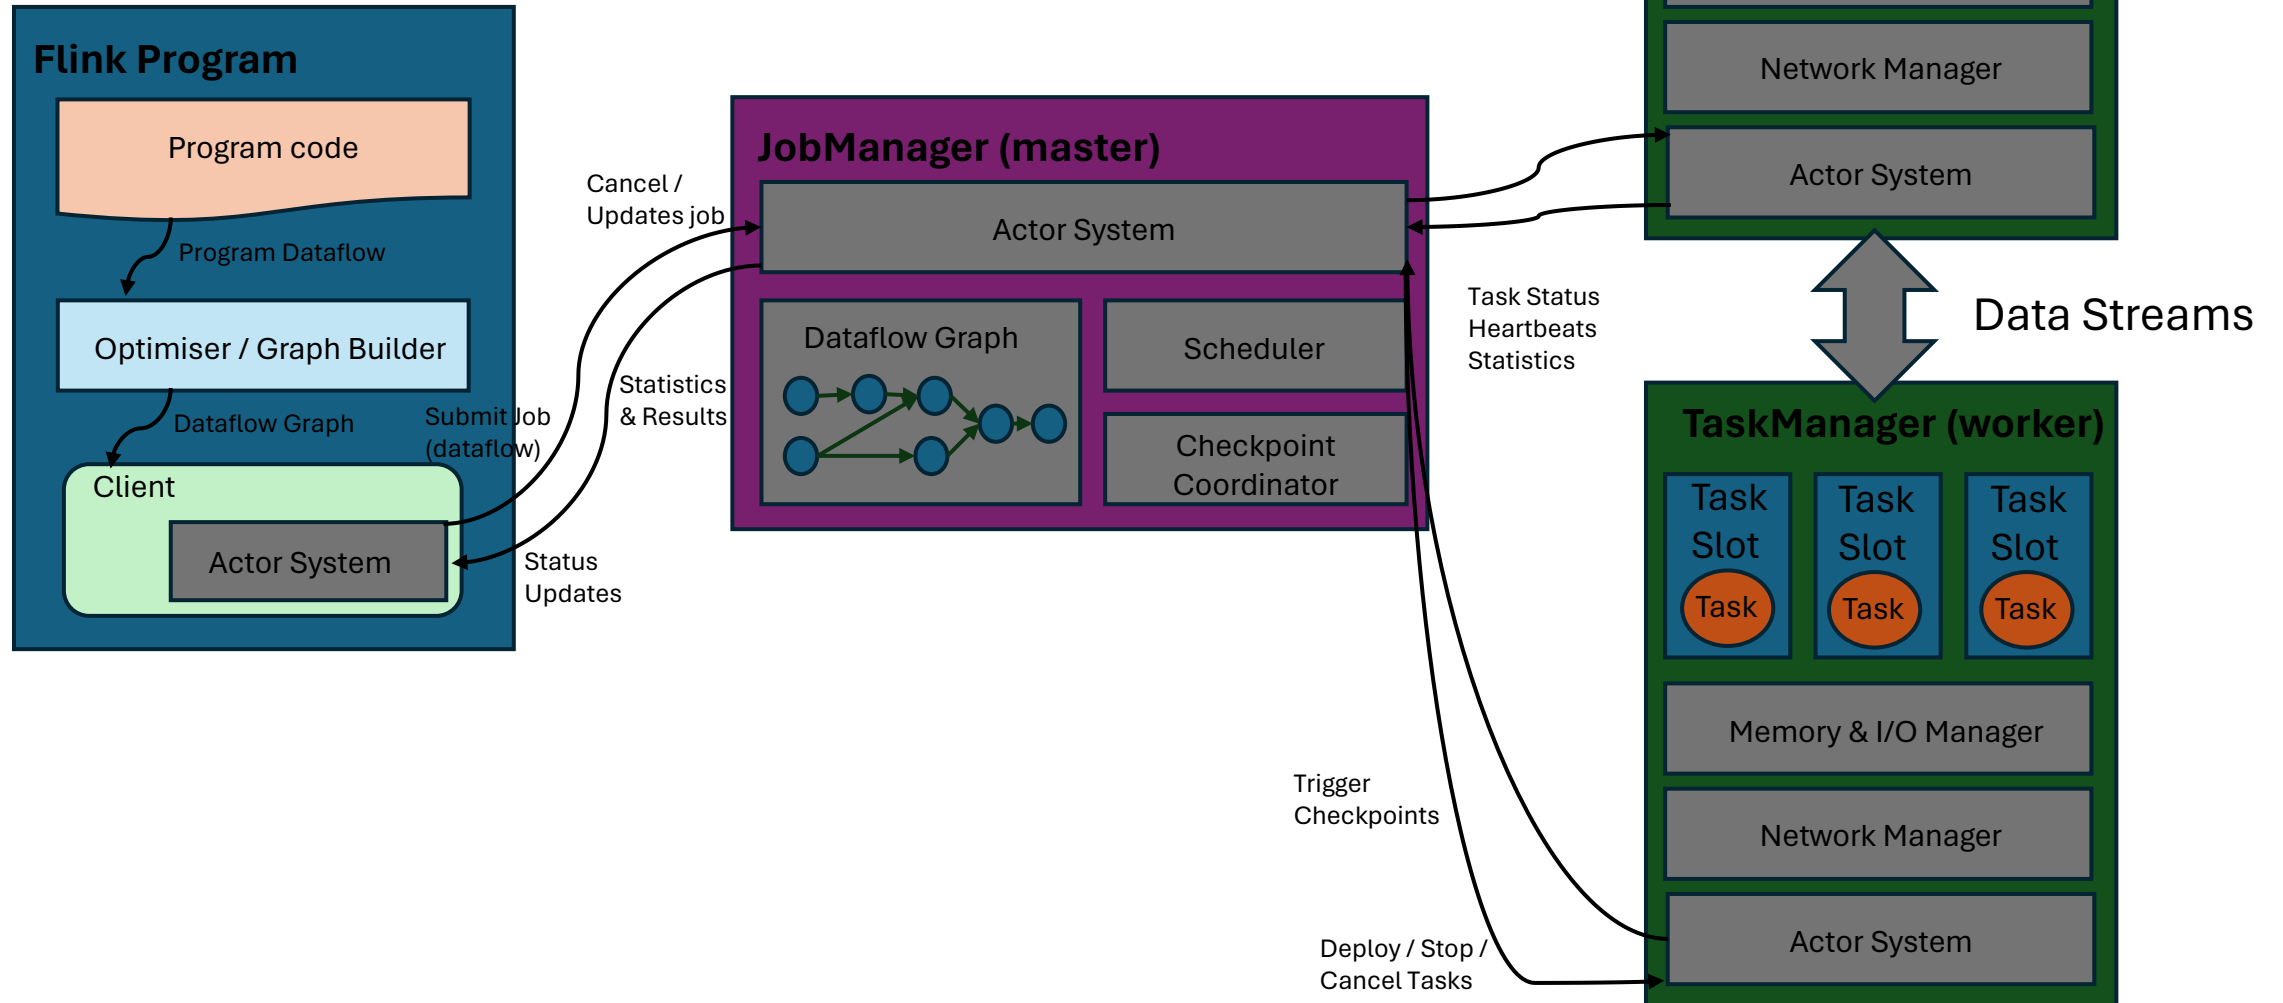 Flink Program
Program code
Program Dataflow
Optimiser / Graph Builder
Dataflow Graph
Client
Actor System
Submit Job
(dataflow)
Cancel /
Updates job
Statistics
& Results
Status
Updates
JobManager (master)
Actor System
Dataflow Graph
Scheduler
Checkpoint
Coordinator
Task Status
Heartbeats
Statistics
Trigger
Checkpoints
Deploy / Stop /
Cancel Tasks
Network Manager
Actor System
Data Streams
TaskManager (worker)
Task
Slot
Task
Task
Slot
Task
Task
Slot
Task
Memory & I/O Manager
Network Manager
Actor System